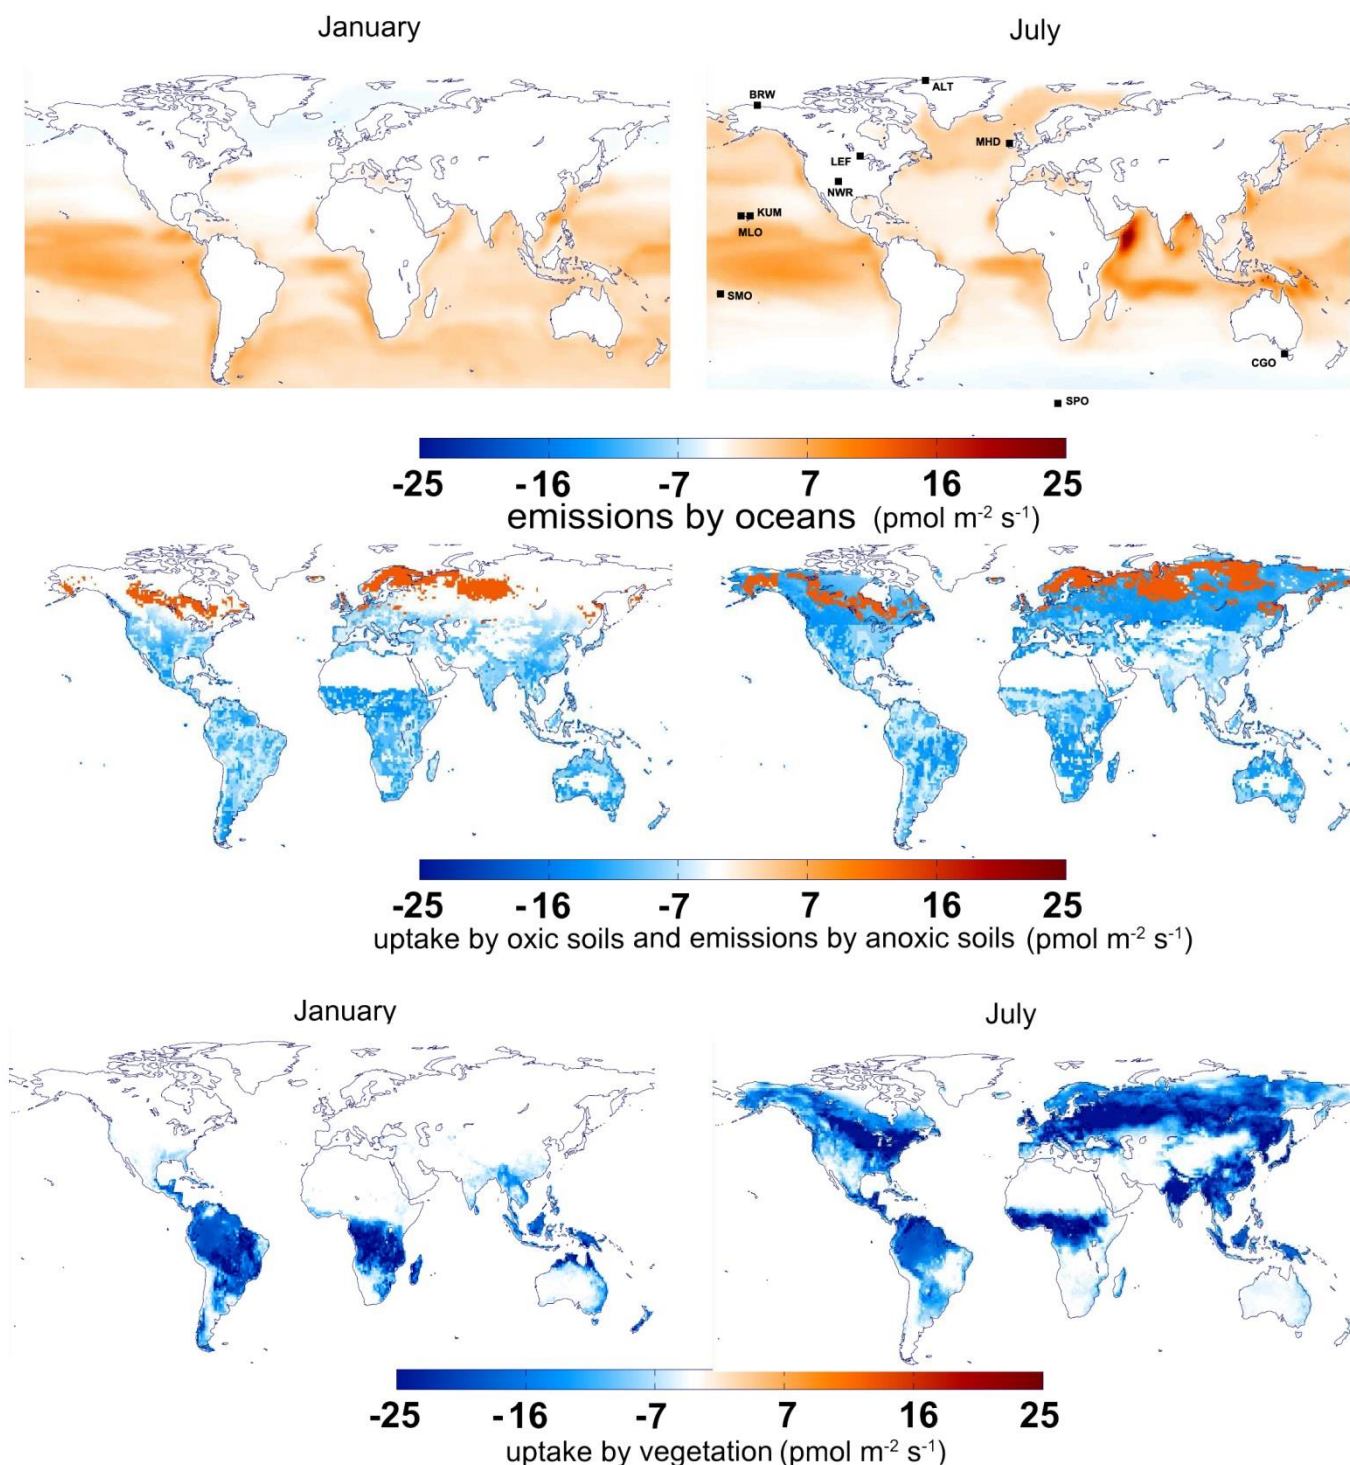 January
July
BRW
ALT
MHD
LEF
NWR
KUM
MLO
SMO
CGO
SPO
-25 -16 -7 7 16 25
emissions by oceans (pmol m⁻² s⁻¹)
-25 -16 -7 7 16 25
uptake by oxic soils and emissions by anoxic soils (pmol m⁻² s⁻¹)
January
July
-25 -16 -7 7 16 25
uptake by vegetation (pmol m⁻² s⁻¹)